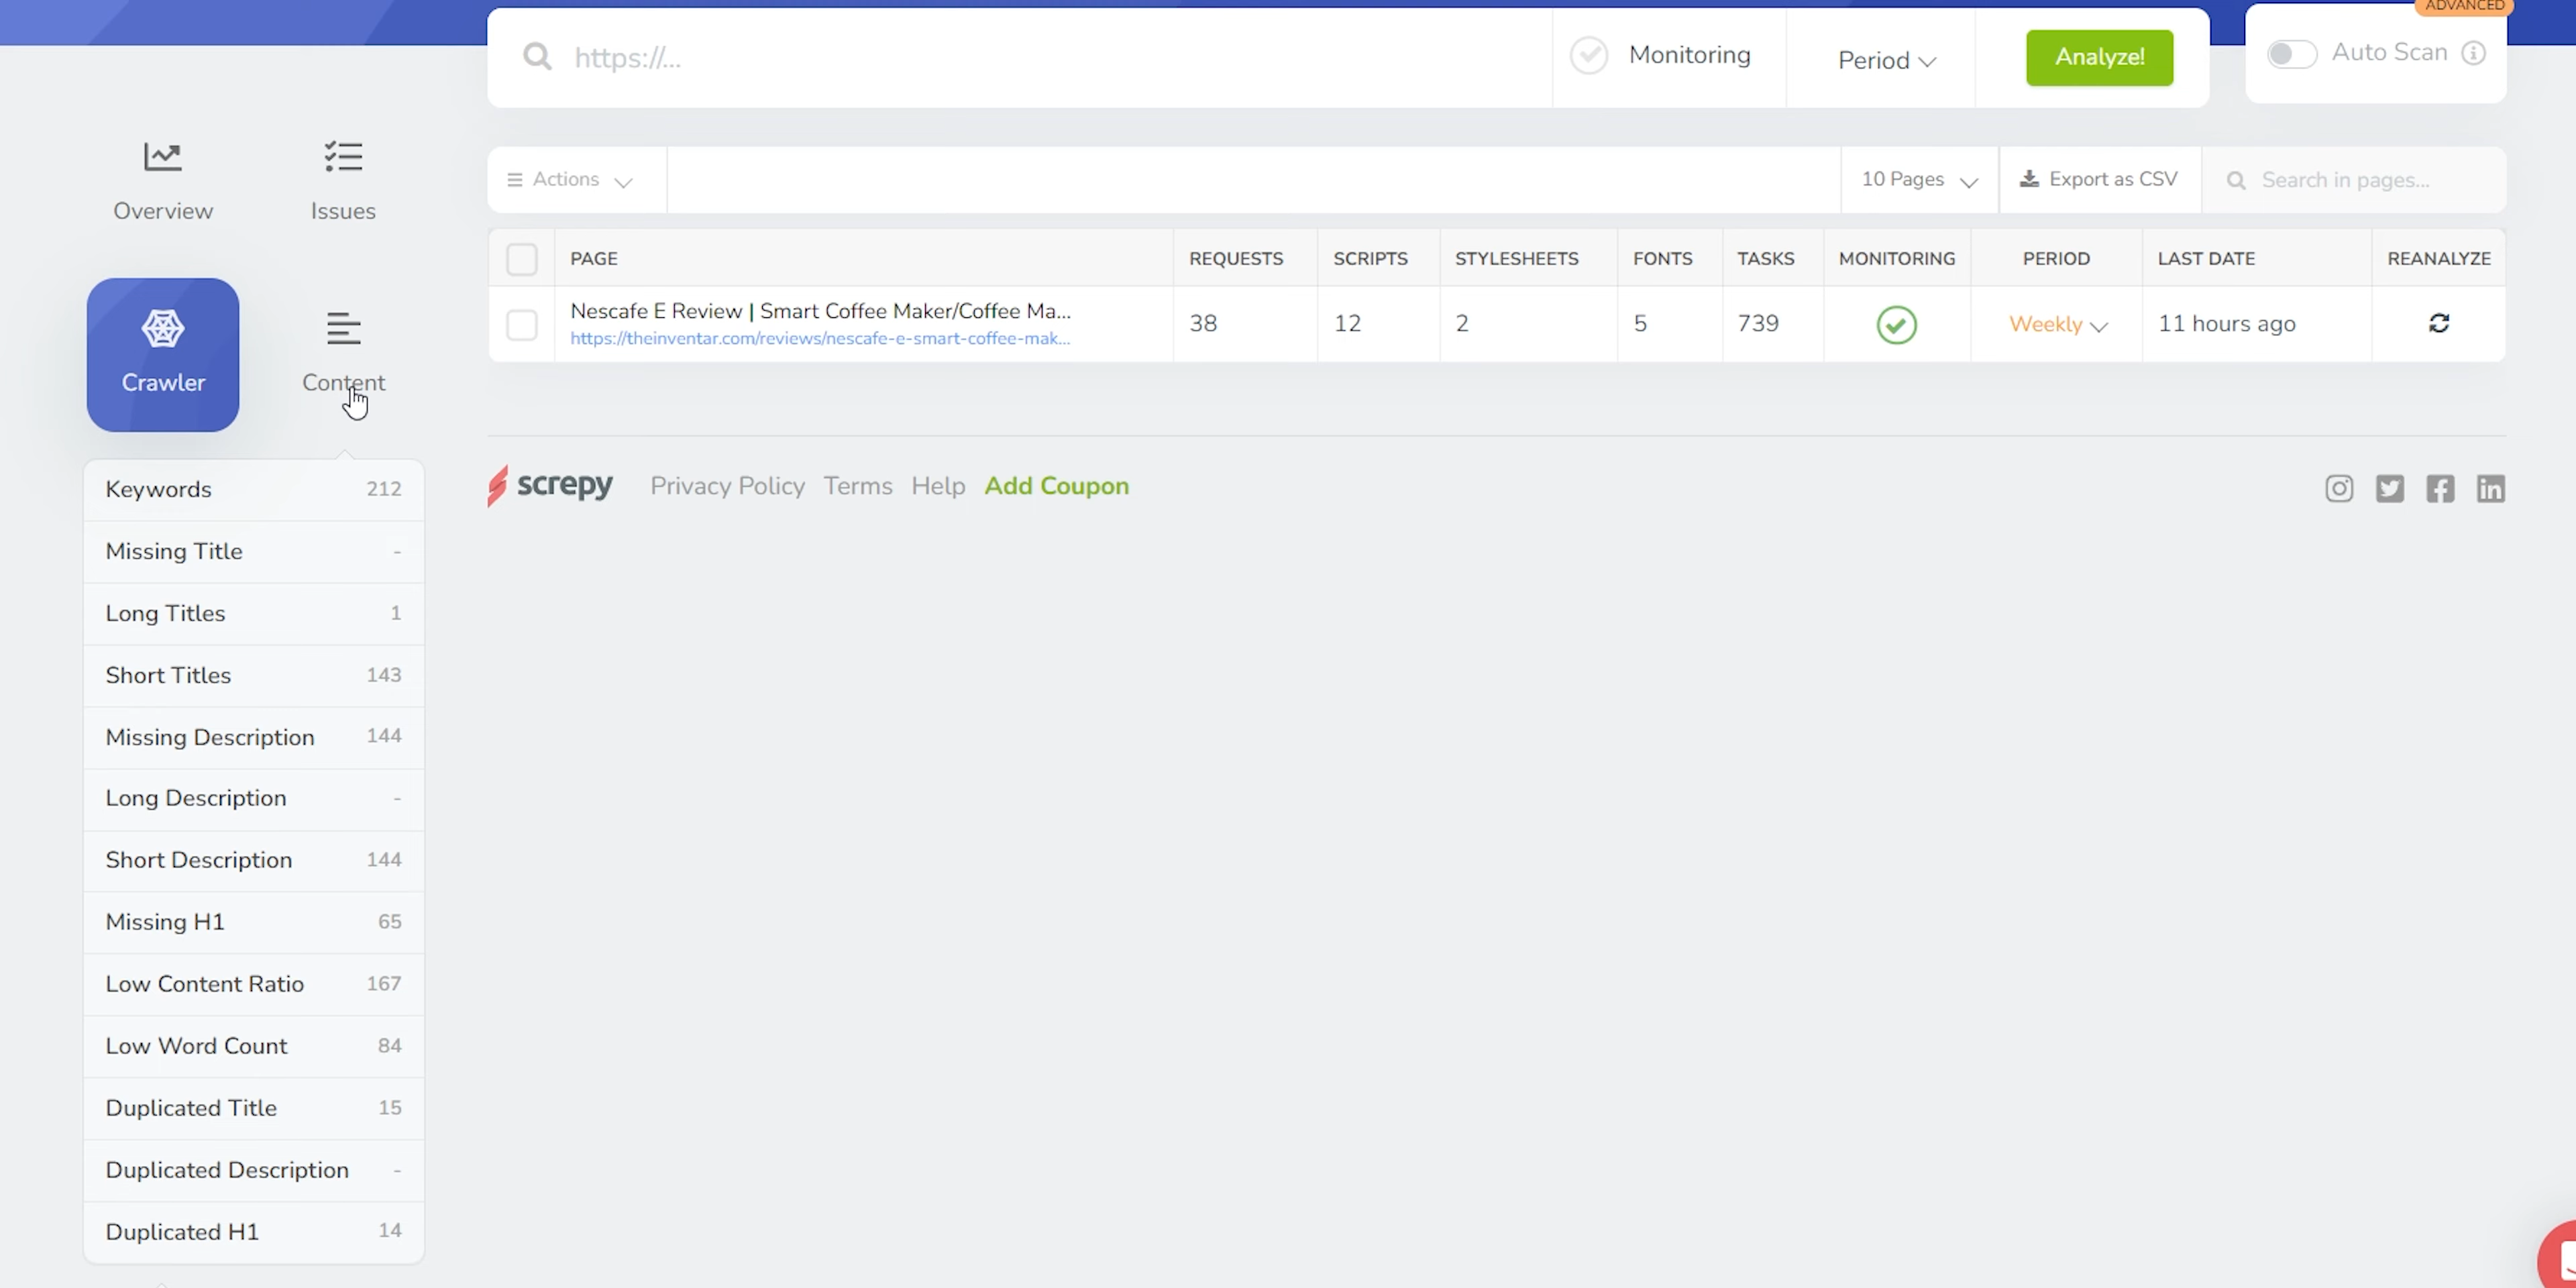 ADVANCED
https://...
Monitoring
Period
Analyze!
Auto Scan
Overview
Issues
Crawler
Content
Actions
10 Pages
Export as CSV
Search in pages...
PAGE REQUESTS SCRIPTS STYLESHEETS FONTS TASKS MONITORING PERIOD LAST DATE REANALYZE
Nescafe E Review | Smart Coffee Maker/Coffee Ma...
https://theinventar.com/reviews/nescafe-e-smart-coffee-mak...
38 12 2 5 739 Weekly 11 hours ago
Keywords 212
Missing Title -
Long Titles 1
Short Titles 143
Missing Description 144
Long Description -
Short Description 144
Missing H1 65
Low Content Ratio 167
Low Word Count 84
Duplicated Title 15
Duplicated Description -
Duplicated H1 14
screpy Privacy Policy Terms Help Add Coupon